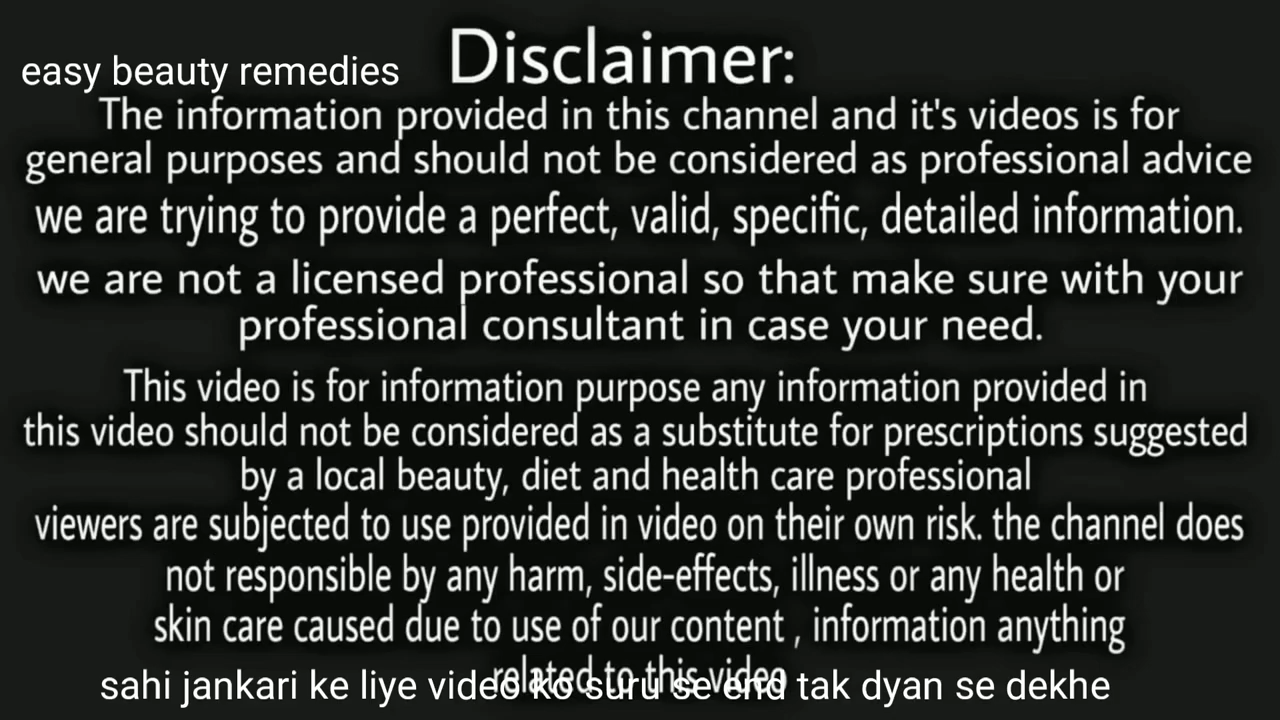 Disclaimer:
easy beauty remedies
The information provided in this channel and it's videos is for
general purposes and should not be considered as professional advice
we are trying to provide a perfect, valid, specific, detailed information.
we are not a licensed professional so that make sure with your
professional consultant in case your need.
This video is for information purpose any information provided in
this video should not be considered as a substitute for prescriptions suggested
by a local beauty, diet and health care professional
viewers are subjected to use provided in video on their own risk. the channel does
not responsible by any harm, side-effects, illness or any health or
skin care caused due to use of our content , information anything
related to this video
sahi jankari ke liye video ko suru se end tak dyan se dekhe